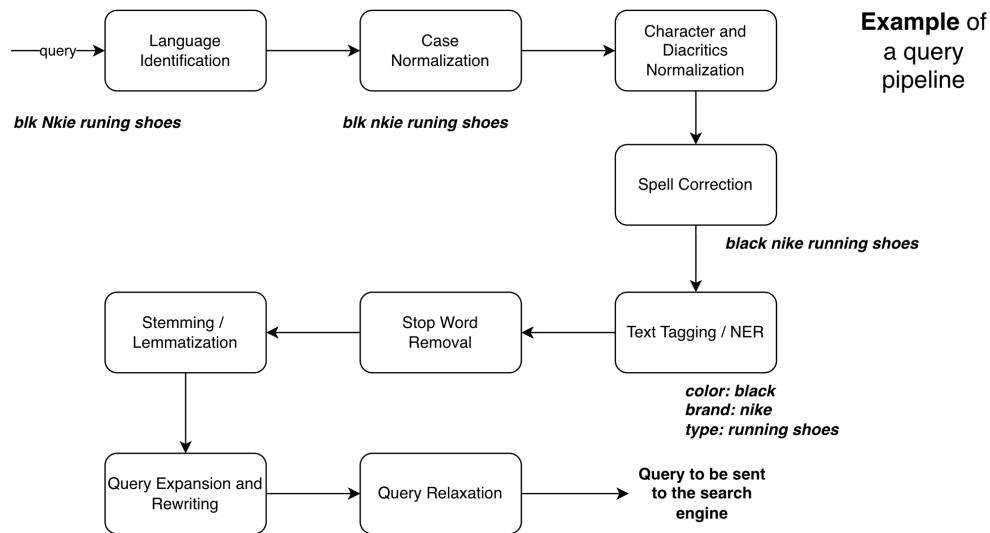 Example of
a query
pipeline
query
Language
Identification
Case
Normalization
Character and
Diacritics
Normalization
blk Nkie runing shoes
blk nkie runing shoes
Spell Correction
black nike running shoes
Text Tagging / NER
Stop Word
Removal
Stemming /
Lemmatization
color: black
brand: nike
type: running shoes
Query Expansion and
Rewriting
Query Relaxation
Query to be sent
to the search
engine